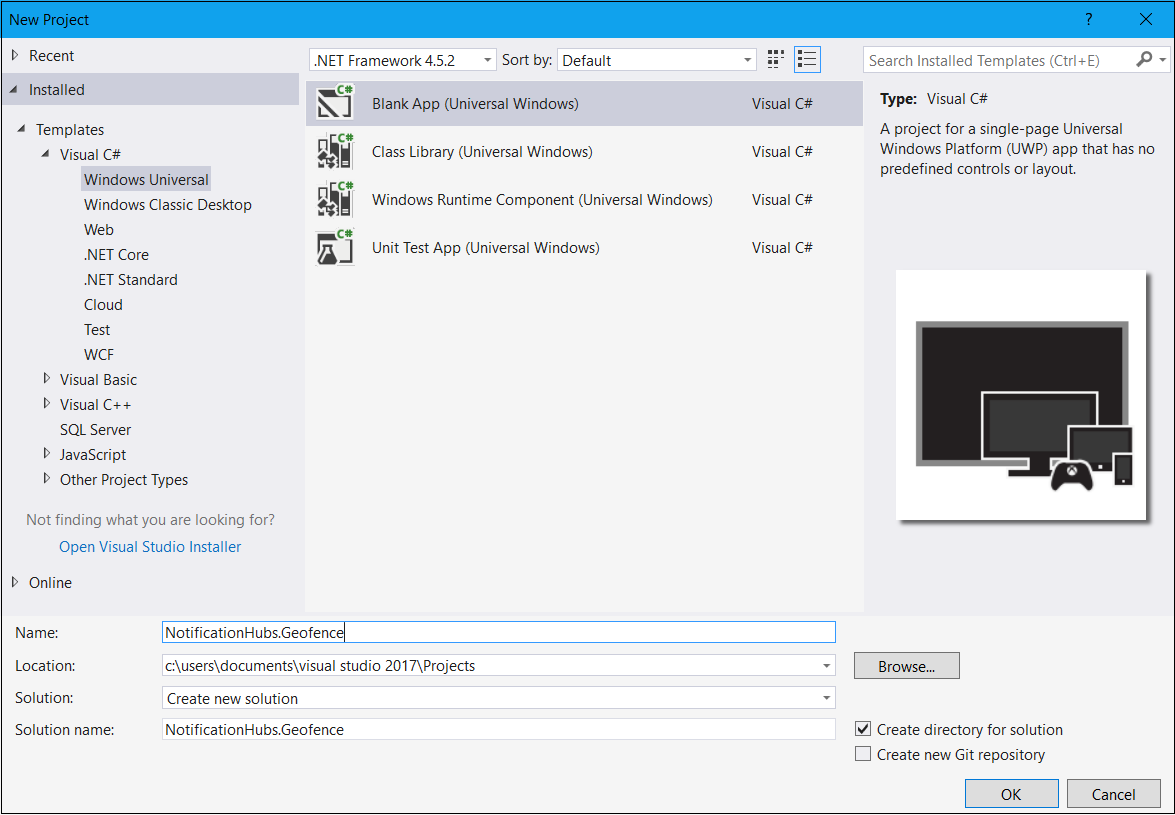 New Project
?
Recent
Installed
Templates
Visual C#
Windows Universal
Windows Classic Desktop
Web
.NET Core
.NET Standard
Cloud
Test
WCF
Visual Basic
Visual C++
SQL Server
JavaScript
Other Project Types
Not finding what you are looking for?
Open Visual Studio Installer
Online
.NET Framework 4.5.2 Sort by: Default
C# Blank App (Universal Windows) Visual C#
C# Class Library (Universal Windows) Visual C#
C# Windows Runtime Component (Universal Windows) Visual C#
C# Unit Test App (Universal Windows) Visual C#
Search Installed Templates (Ctrl+E)
Type: Visual C#
A project for a single-page Universal
Windows Platform (UWP) app that has no
predefined controls or layout.
Name: NotificationHubs.Geofence
Location: c:\users\documents\visual studio 2017\Projects Browse...
Solution: Create new solution
Solution name: NotificationHubs.Geofence
Create directory for solution
Create new Git repository
OK Cancel